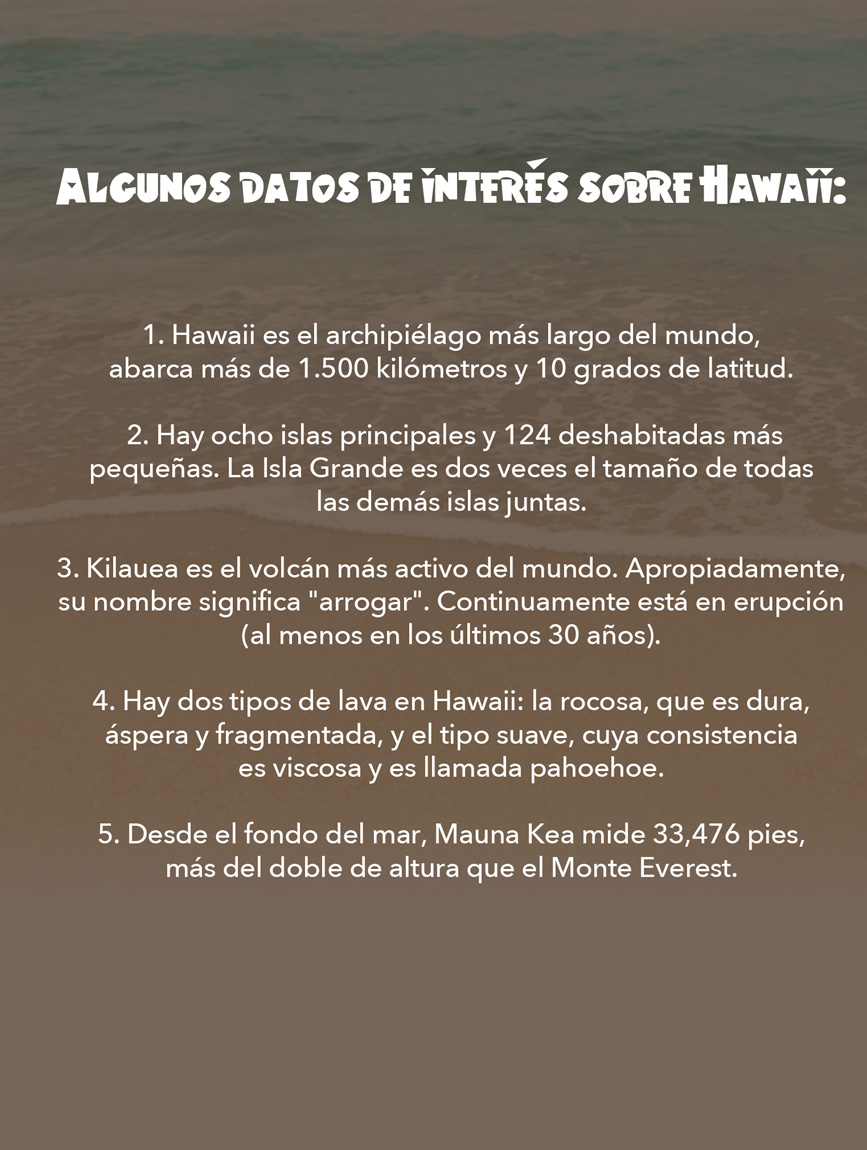 Algunos datos de interés sobre Hawaii:
1. Hawaii es el archipiélago más largo del mundo,
abarca más de 1.500 kilómetros y 10 grados de latitud.
2. Hay ocho islas principales y 124 deshabitadas más
pequeñas. La Isla Grande es dos veces el tamaño de todas
las demás islas juntas.
3. Kilauea es el volcán más activo del mundo. Apropiadamente,
su nombre significa "arrogar". Continuamente está en erupción
(al menos en los últimos 30 años).
4. Hay dos tipos de lava en Hawaii: la rocosa, que es dura,
áspera y fragmentada, y el tipo suave, cuya consistencia
es viscosa y es llamada pahoehoe.
5. Desde el fondo del mar, Mauna Kea mide 33,476 pies,
más del doble de altura que el Monte Everest.